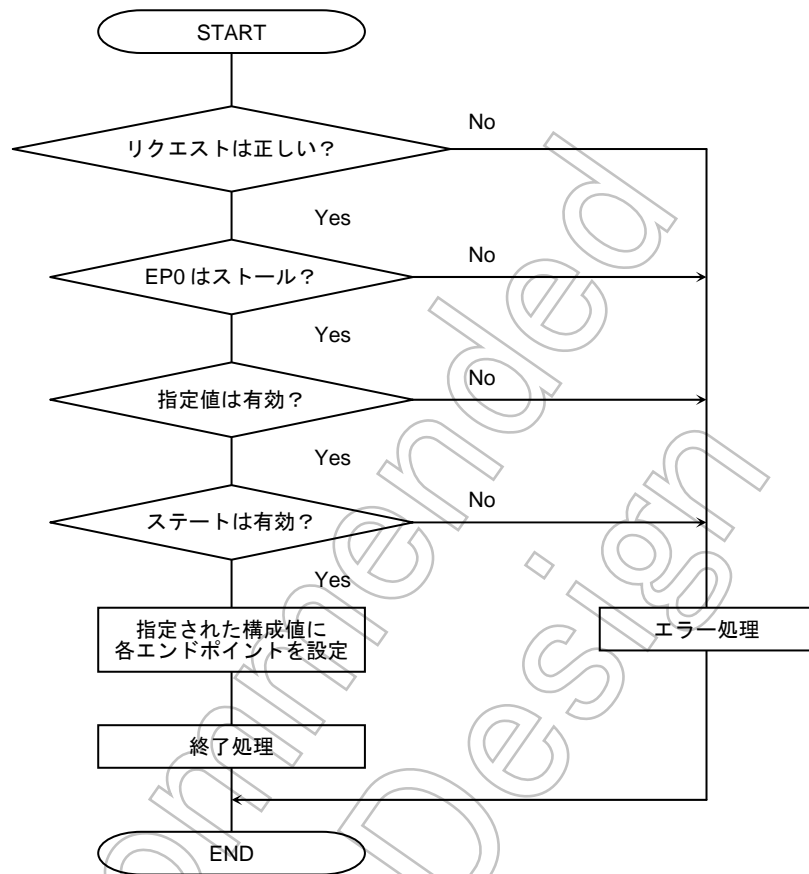 START
リクエストは正しい？
No
Yes
EP0 はストール？
No
Yes
指定値は有効？
No
Yes
ステートは有効？
No
Yes
指定された構成値に
各エンドポイントを設定
エラー処理
終了処理
END
ommended
Design